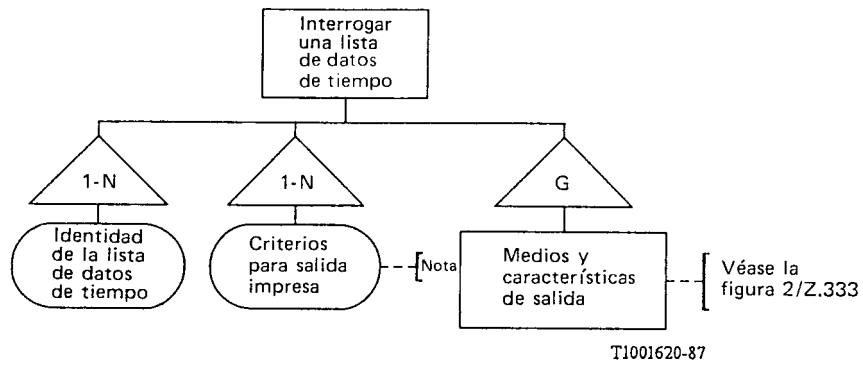 Interrogar
una lista
de datos
de tiempo
1-N
1-N
G
Identidad
de la lista
de datos
de tiempo
Criterios
para salida
impresa
Nota
Medios y
características
de salida
Véase la
figura 2/Z.333
T1001620-87